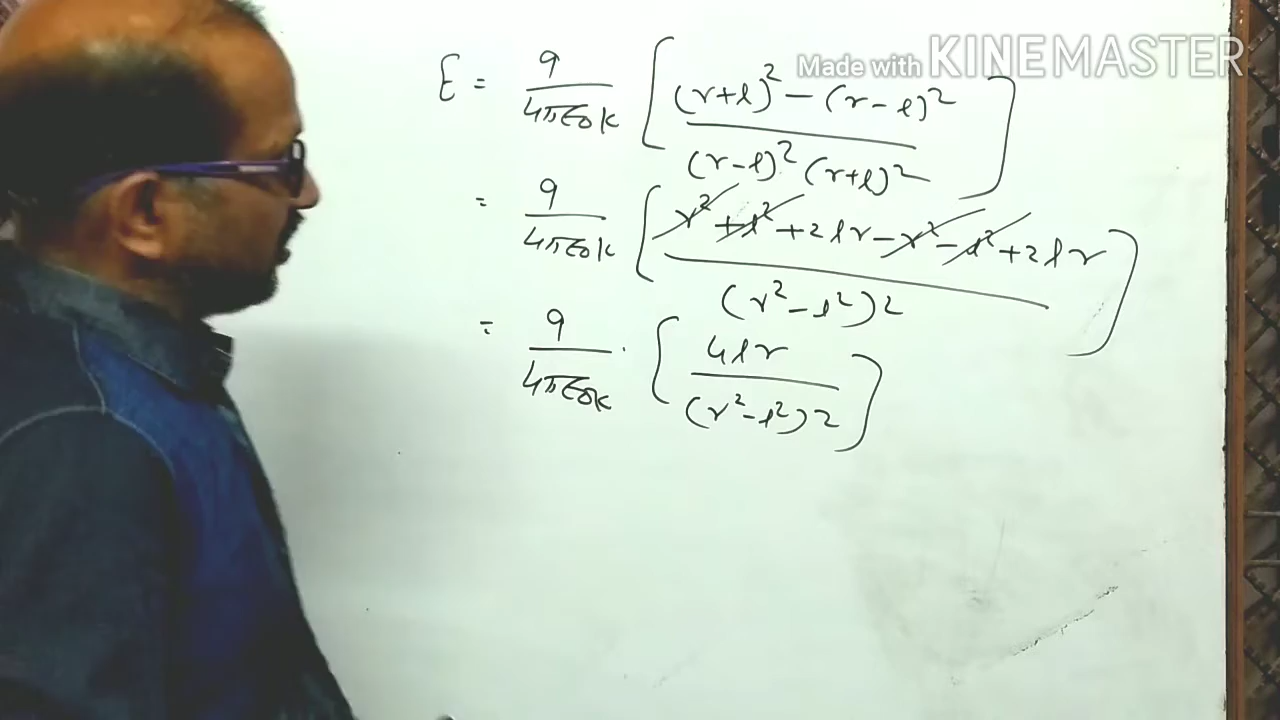 Made with KINEMASTER
E = q/4πε0k [ (r+l)² - (r-l)² / (r-l)² (r+l)² ]
= q/4πε0k [ r² + l² + 2lr - r² - l² + 2lr / (r² - l²)2 ]
= q/4πε0k · [ 4lr / (r² - l²)2 ]